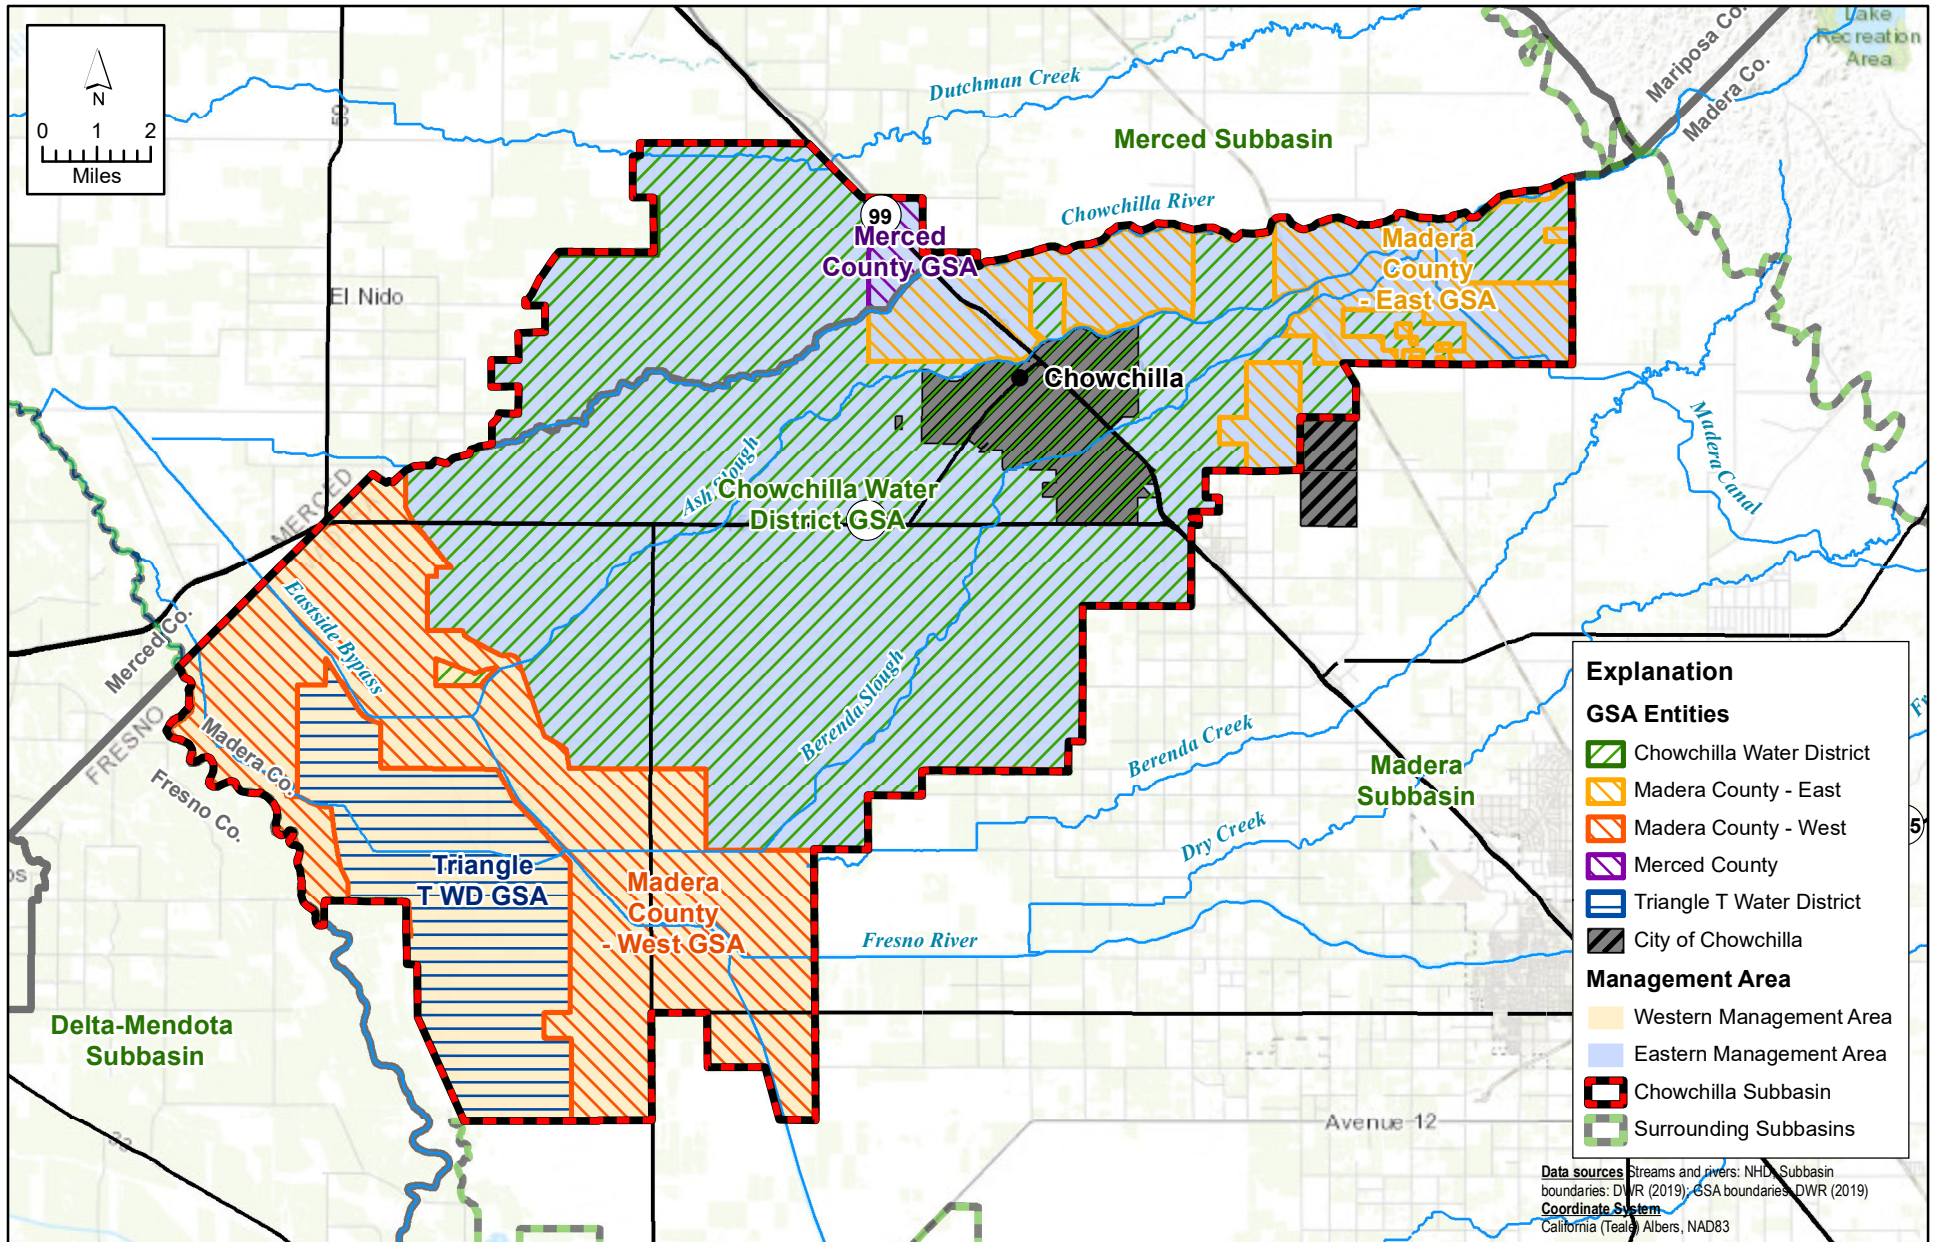 N
0 1 2
Miles
59
Dutchman Creek
Merced Subbasin
Mariposa Co.
Madera Co.
Lake
Recreation
Area
Chowchilla River
99
Merced
County GSA
Madera
County
- East GSA
El Nido
Chowchilla
Ash Slough
Chowchilla Water
District GSA
Madera Canal
MERCED
Eastside Bypass
Merced Co.
FRESNO
Madera Co.
Fresno Co.
Berenda Slough
Berenda Creek
Madera
Subbasin
Dry Creek
Triangle
T WD GSA
Madera
County
- West GSA
Fresno River
Delta-Mendota
Subbasin
33
Avenue 12
Fr
5
os
Explanation
GSA Entities
Chowchilla Water District
Madera County - East
Madera County - West
Merced County
Triangle T Water District
City of Chowchilla
Management Area
Western Management Area
Eastern Management Area
Chowchilla Subbasin
Surrounding Subbasins
Data sources Streams and rivers: NHD; Subbasin
boundaries: DWR (2019); GSA boundaries: DWR (2019)
Coordinate System
California (Teale) Albers, NAD83